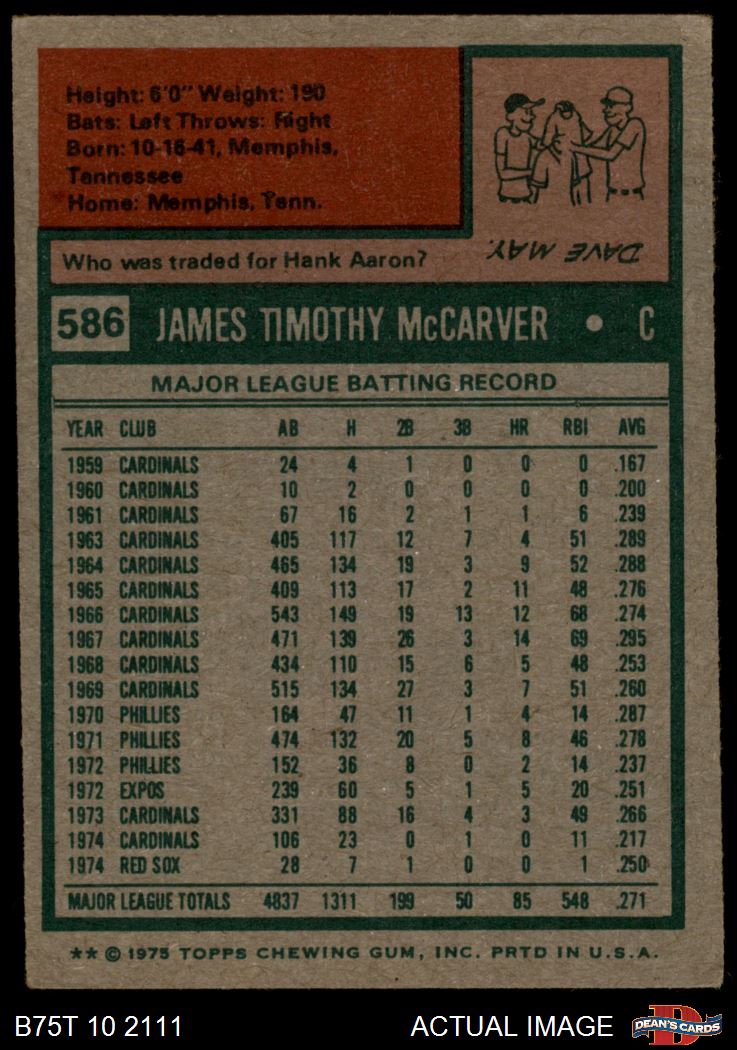 Height: 6'0" Weight: 190
Bats: Left Throws: Right
Born: 10-16-41, Memphis,
Tennessee
Home: Memphis, Tenn.
DAVE MAY.
Who was traded for Hank Aaron?
586 JAMES TIMOTHY McCARVER • C
MAJOR LEAGUE BATTING RECORD
YEAR CLUB AB H 2B 3B HR RBI AVG
1959 CARDINALS 24 4 1 0 0 0 .167
1960 CARDINALS 10 2 0 0 0 0 .200
1961 CARDINALS 67 16 2 1 1 6 .239
1963 CARDINALS 405 117 12 7 4 51 .289
1964 CARDINALS 465 134 19 3 9 52 .288
1965 CARDINALS 409 113 17 2 11 48 .276
1966 CARDINALS 543 149 19 13 12 68 .274
1967 CARDINALS 471 139 26 3 14 69 .295
1968 CARDINALS 434 110 15 6 5 48 .253
1969 CARDINALS 515 134 27 3 7 51 .260
1970 PHILLIES 164 47 11 1 4 14 .287
1971 PHILLIES 474 132 20 5 8 46 .278
1972 PHILLIES 152 36 8 0 2 14 .237
1972 EXPOS 239 60 5 1 5 20 .251
1973 CARDINALS 331 88 16 4 3 49 .266
1974 CARDINALS 106 23 0 1 0 11 .217
1974 RED SOX 28 7 1 0 0 1 .250
MAJOR LEAGUE TOTALS 4837 1311 199 50 85 548 .271
** © 1975 TOPPS CHEWING GUM, INC. PRTD IN U.S.A.
B75T 10 2111 ACTUAL IMAGE D DEAN'S CARDS